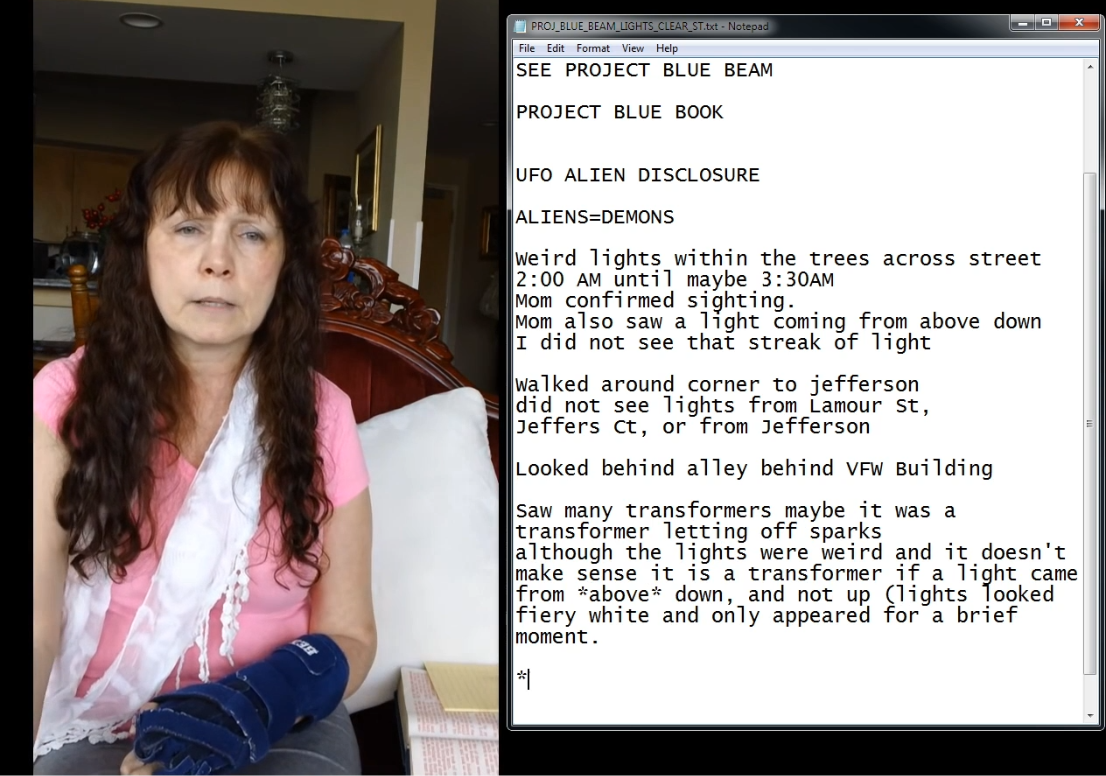 PROJ_BLUE_BEAM_LIGHTS_CLEAR_ST.txt - Notepad
File Edit Format View Help
SEE PROJECT BLUE BEAM
PROJECT BLUE BOOK
UFO ALIEN DISCLOSURE
ALIENS=DEMONS
Weird lights within the trees across street
2:00 AM until maybe 3:30AM
Mom confirmed sighting.
Mom also saw a light coming from above down
I did not see that streak of light
Walked around corner to jefferson
did not see lights from Lamour St,
Jeffers Ct, or from Jefferson
Looked behind alley behind VFW Building
Saw many transformers maybe it was a
transformer letting off sparks
although the lights were weird and it doesn't
make sense it is a transformer if a light came
from *above* down, and not up (lights looked
fiery white and only appeared for a brief
moment.
*